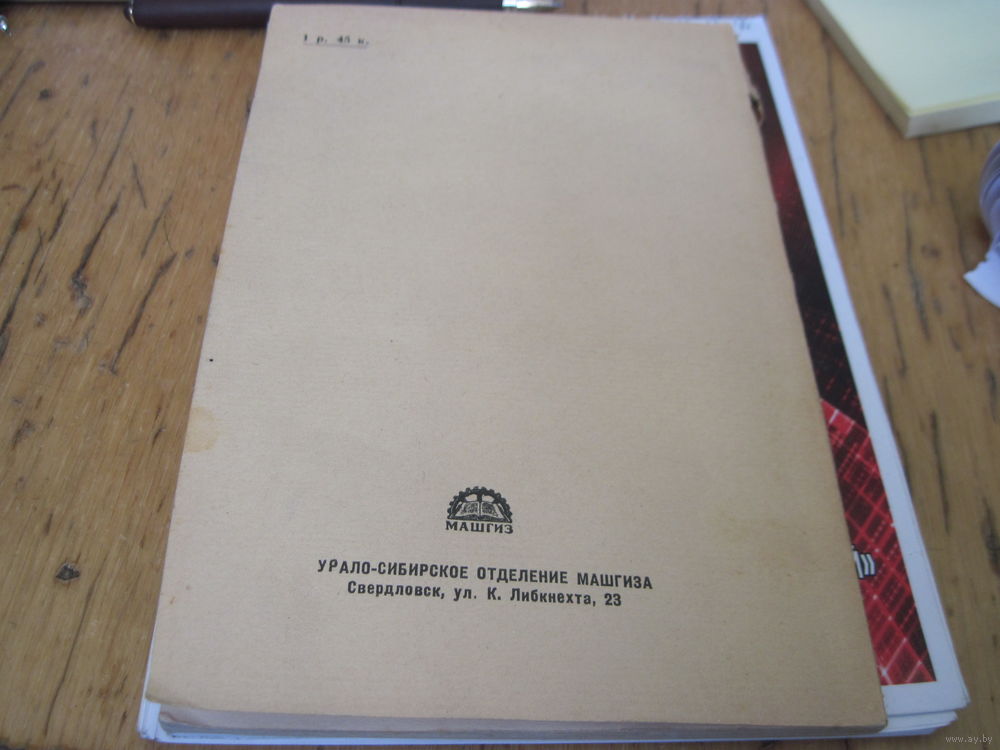 1 р. 45 к.
МАШГИЗ
УРАЛО-СИБИРСКОЕ ОТДЕЛЕНИЕ МАШГИЗА
Свердловск, ул. К. Либкнехта, 23
www.ay.by